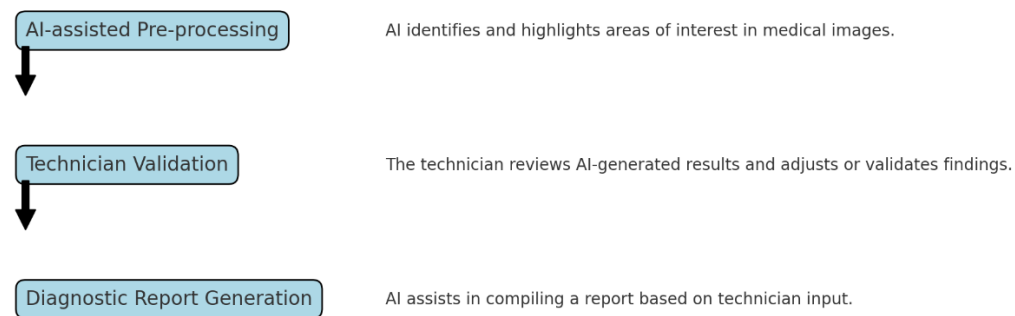 AI-assisted Pre-processing
AI identifies and highlights areas of interest in medical images.
Technician Validation
The technician reviews AI-generated results and adjusts or validates findings.
Diagnostic Report Generation
AI assists in compiling a report based on technician input.